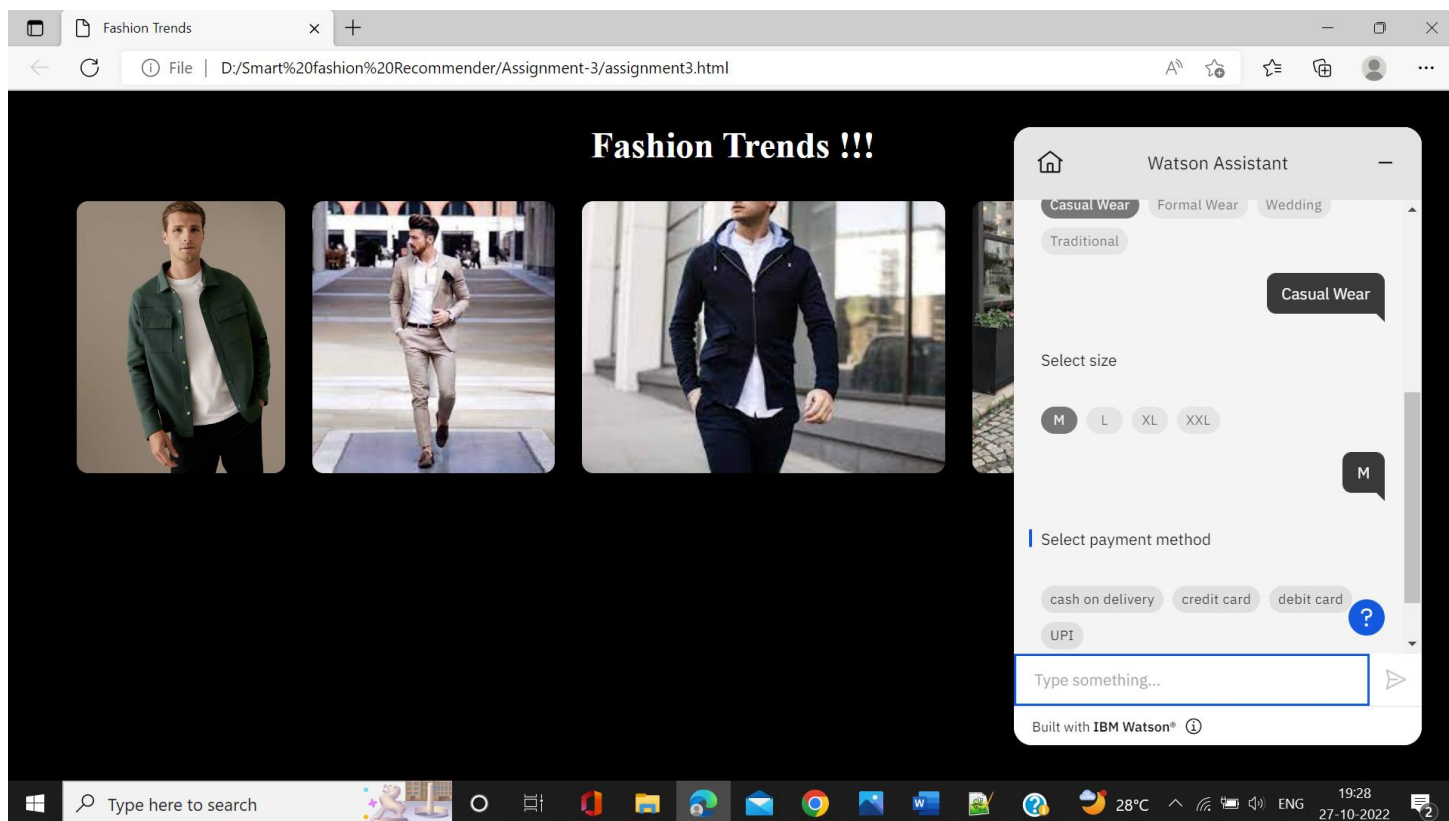 Fashion Trends
File | D:/Smart%20fashion%20Recommender/Assignment-3/assignment3.html
Fashion Trends !!!
Watson Assistant
Casual Wear Formal Wear Wedding
Traditional
Casual Wear
Select size
M L XL XXL
M
Select payment method
cash on delivery credit card debit card
UPI
?
Type something...
Built with IBM Watson®
Type here to search
28°C ENG
19:28
27-10-2022
2